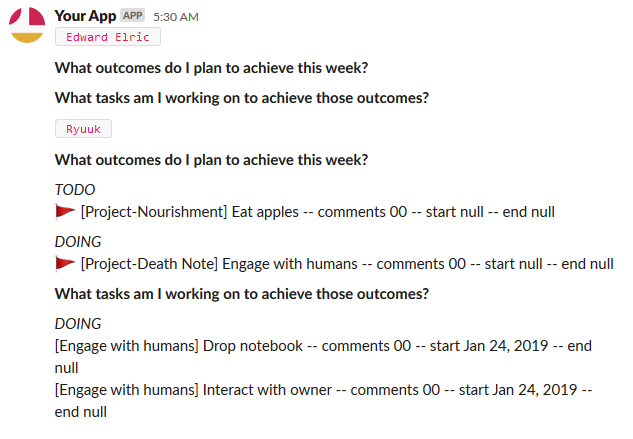 Your App APP 5:30 AM
Edward Elric
What outcomes do I plan to achieve this week?
What tasks am I working on to achieve those outcomes?
Ryuuk
What outcomes do I plan to achieve this week?
TODO
[Project-Nourishment] Eat apples -- comments 00 -- start null -- end null
DOING
[Project-Death Note] Engage with humans -- comments 00 -- start null -- end null
What tasks am I working on to achieve those outcomes?
DOING
[Engage with humans] Drop notebook -- comments 00 -- start Jan 24, 2019 -- end
null
[Engage with humans] Interact with owner -- comments 00 -- start Jan 24, 2019 --
end null